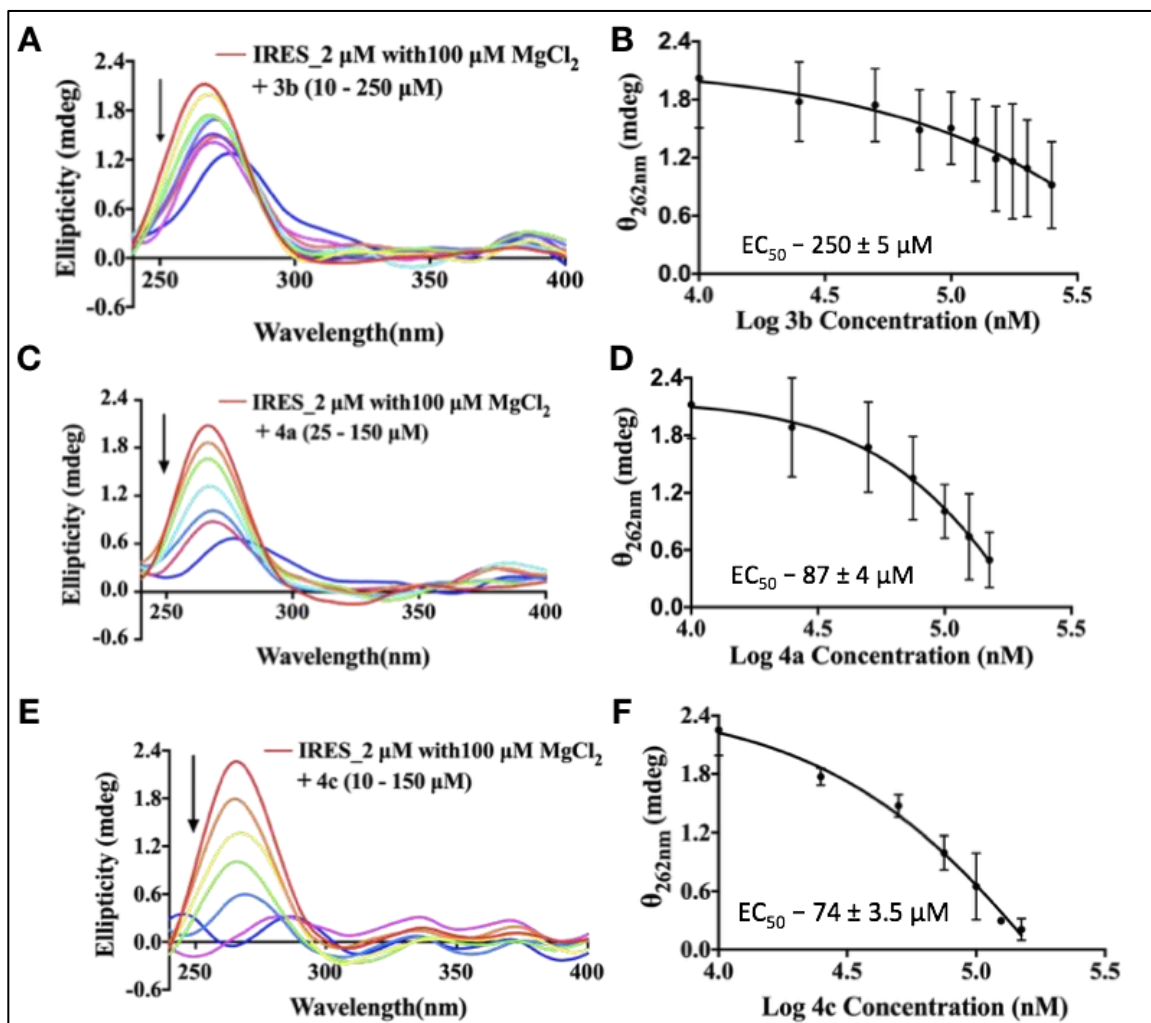 A
IRES_2 μM with100 μM MgCl2
+ 3b (10 - 250 μM)
Ellipticity (mdeg)
2.4
1.8
1.2
0.6
0.0
-0.6
250
300
350
400
Wavelength(nm)
B
θ262nm (mdeg)
2.4
1.8
1.2
0.6
0.0
EC50 – 250 ± 5 μM
4.0
4.5
5.0
5.5
Log 3b Concentration (nM)
C
IRES_2 μM with100 μM MgCl2
+ 4a (25 - 150 μM)
Ellipticity (mdeg)
2.4
1.8
1.2
0.6
0.0
-0.6
250
300
350
400
Wavelength(nm)
D
θ262nm (mdeg)
2.4
1.8
1.2
0.6
0.0
EC50 – 87 ± 4 μM
4.0
4.5
5.0
5.5
Log 4a Concentration (nM)
E
IRES_2 μM with100 μM MgCl2
+ 4c (10 - 150 μM)
Ellipticity (mdeg)
2.4
1.8
1.2
0.6
0.0
-0.6
250
300
350
400
Wavelength(nm)
F
θ262nm (mdeg)
2.4
1.8
1.2
0.6
0.0
EC50 – 74 ± 3.5 μM
4.0
4.5
5.0
5.5
Log 4c Concentration (nM)